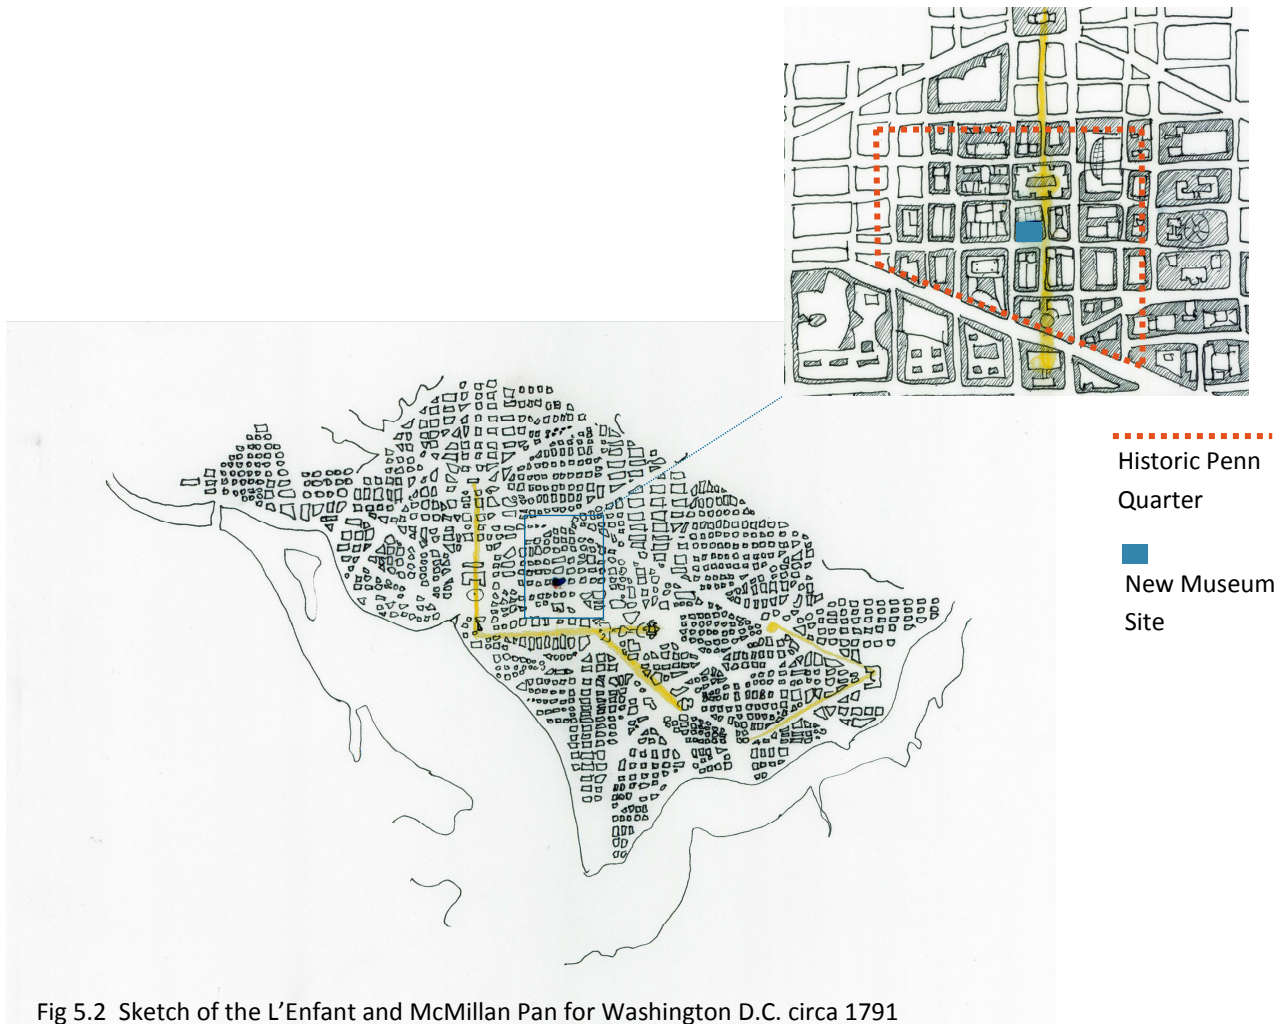 Historic Penn
Quarter
New Museum
Site
Fig 5.2  Sketch of the L’Enfant and McMillan Pan for Washington D.C. circa 1791